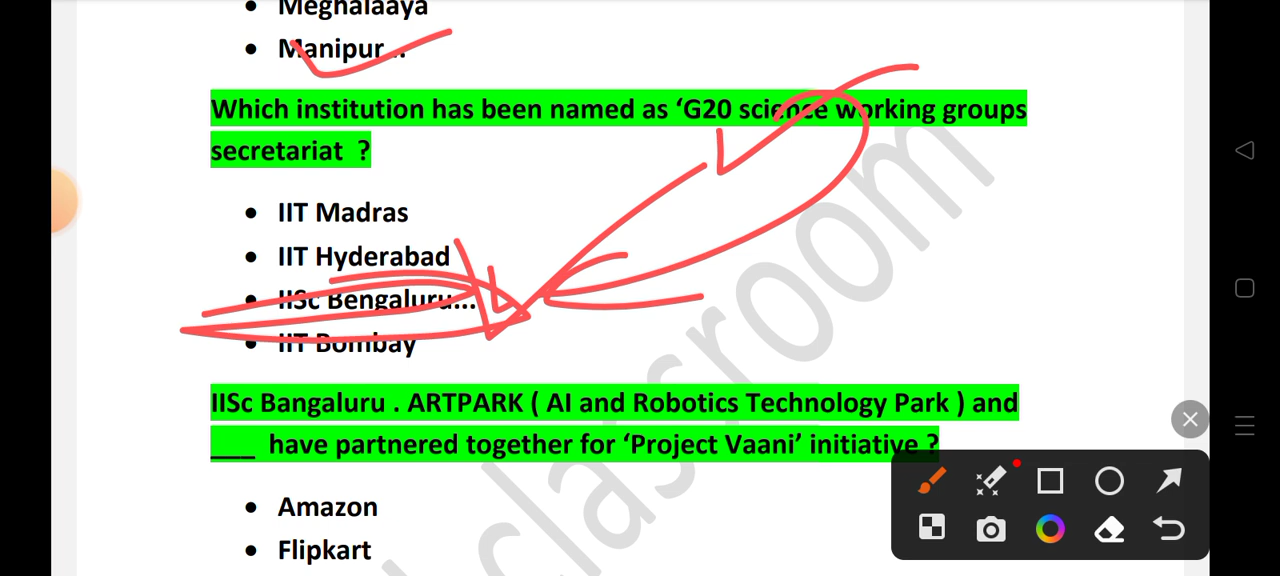 Meghalaaya
Manipur..
Which institution has been named as ‘G20 science working groups
secretariat ?
IIT Madras
IIT Hyderabad
IISc Bengaluru...
IIT Bombay
classroom
IISc Bangaluru . ARTPARK ( AI and Robotics Technology Park ) and
___ have partnered together for ‘Project Vaani’ initiative ?
Amazon
Flipkart